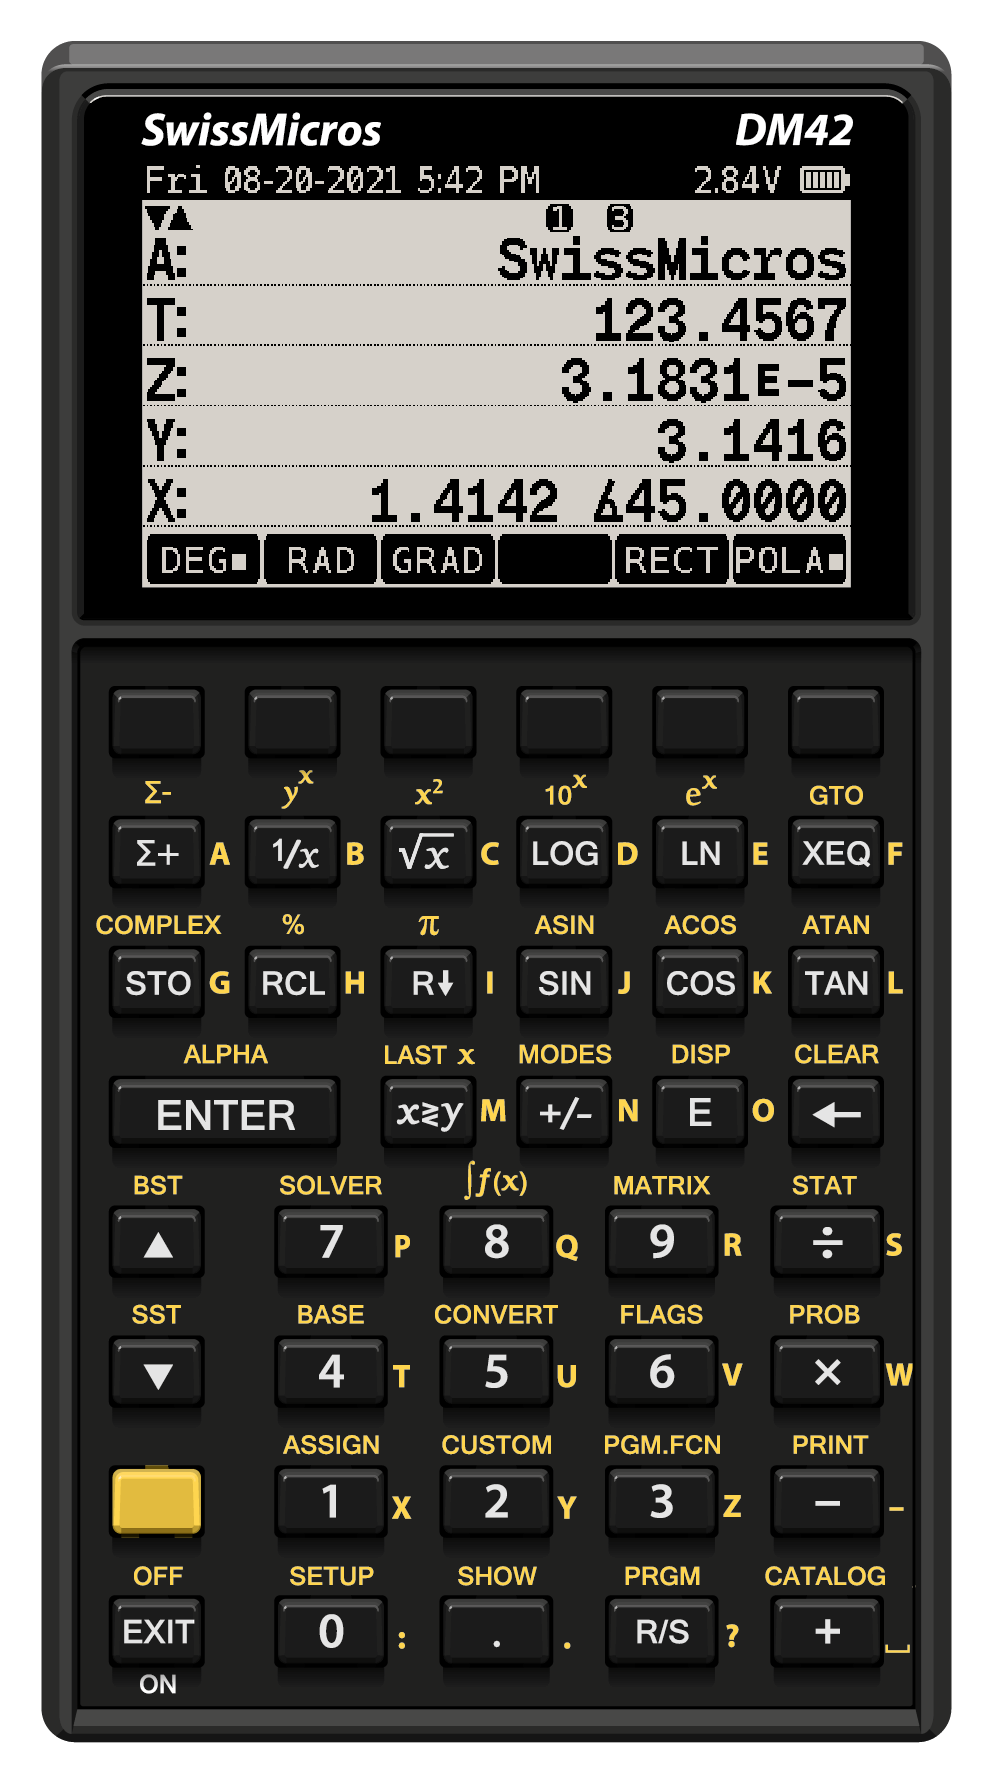 SwissMicros DM42
Fri 08-20-2021 5:42 PM 2.84V
▼▲ 1 3
A: SwissMicros
T: 123.4567
Z: 3.1831ᴇ-5
Y: 3.1416
X: 1.4142 ∡45.0000
DEG■ RAD GRAD RECT POLA■
Σ- yˣ x² 10ˣ eˣ GTO
Σ+ A 1/x B √x C LOG D LN E XEQ F
COMPLEX % π ASIN ACOS ATAN
STO G RCL H R↓ I SIN J COS K TAN L
ALPHA LAST x MODES DISP CLEAR
ENTER x≷y M +/- N E O ←
BST SOLVER ∫f(x) MATRIX STAT
▲ 7 P 8 Q 9 R ÷ S
SST BASE CONVERT FLAGS PROB
▼ 4 T 5 U 6 V × W
ASSIGN CUSTOM PGM.FCN PRINT
1 X 2 Y 3 Z − –
OFF SETUP SHOW PRGM CATALOG
EXIT 0 : . . R/S ? + ⎵
ON